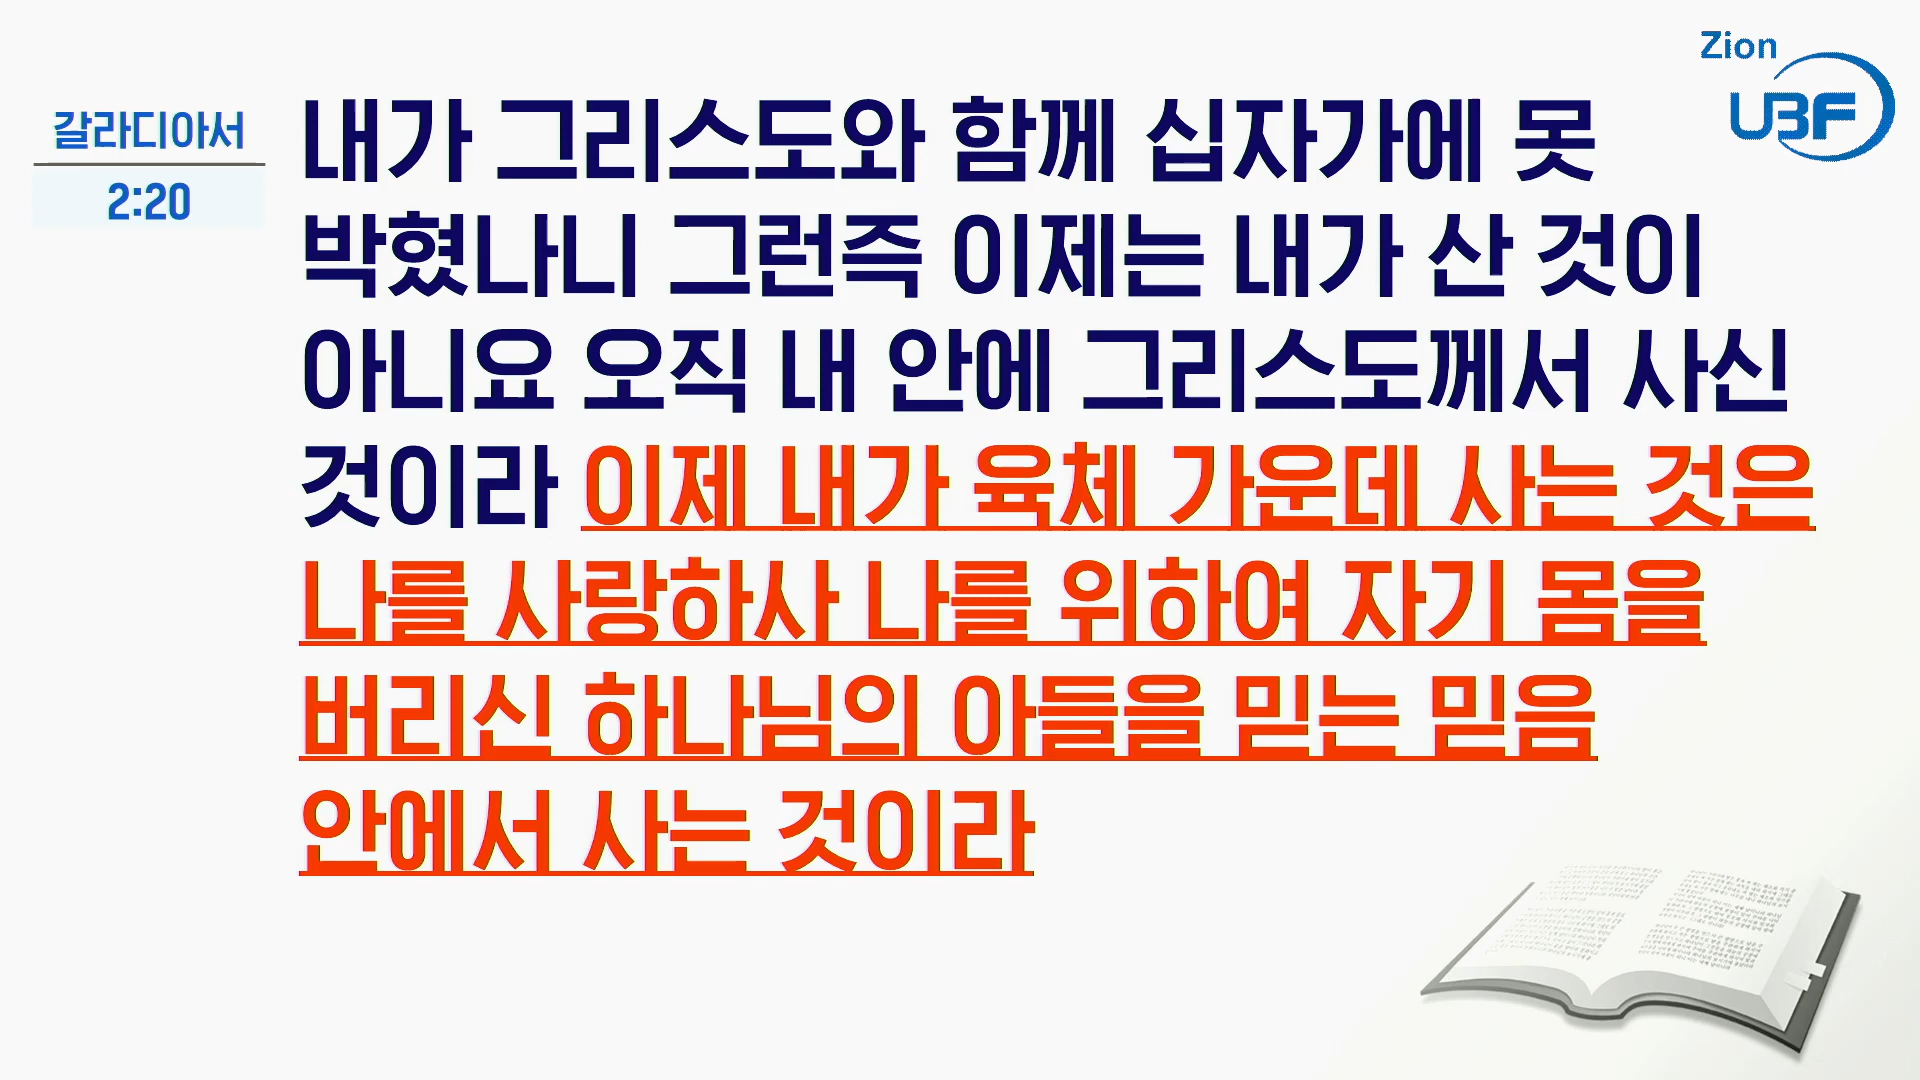 Zion
UBF
갈라디아서
2:20
내가 그리스도와 함께 십자가에 못
박혔나니 그런즉 이제는 내가 산 것이
아니요 오직 내 안에 그리스도께서 사신
것이라 이제 내가 육체 가운데 사는 것은
나를 사랑하사 나를 위하여 자기 몸을
버리신 하나님의 아들을 믿는 믿음
안에서 사는 것이라